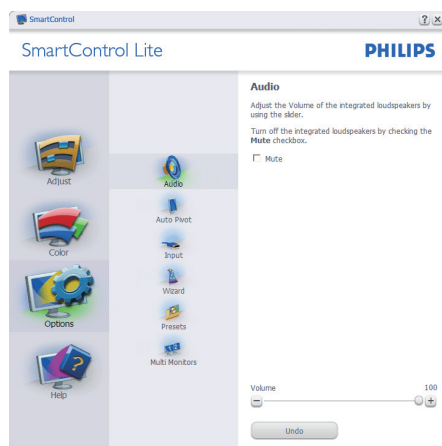 SmartControl
? x
SmartControl Lite
PHILIPS
Adjust
Color
Options
Help
Audio
Auto Pivot
Input
Wizard
Presets
Multi Monitors
Audio
Adjust the Volume of the integrated loudspeakers by
using the slider.
Turn off the integrated loudspeakers by checking the
Mute checkbox.
Mute
Volume 100
Undo